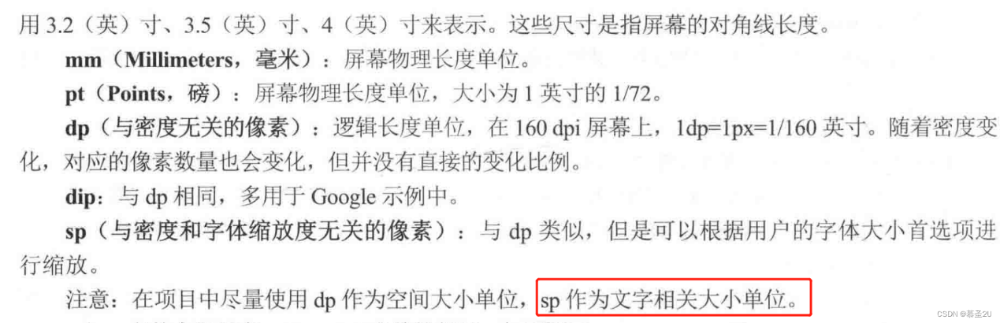 用 3.2（英）寸、3.5（英）寸、4（英）寸来表示。这些尺寸是指屏幕的对角线长度。
mm（Millimeters，毫米）：屏幕物理长度单位。
pt（Points，磅）：屏幕物理长度单位，大小为 1 英寸的 1/72。
dp（与密度无关的像素）：逻辑长度单位，在 160 dpi 屏幕上，1dp=1px=1/160 英寸。随着密度变
化，对应的像素数量也会变化，但并没有直接的变化比例。
dip：与 dp 相同，多用于 Google 示例中。
sp（与密度和字体缩放度无关的像素）：与 dp 类似，但是可以根据用户的字体大小首选项进
行缩放。
注意：在项目中尽量使用 dp 作为空间大小单位，sp 作为文字相关大小单位。
CSDN @慕圣2U